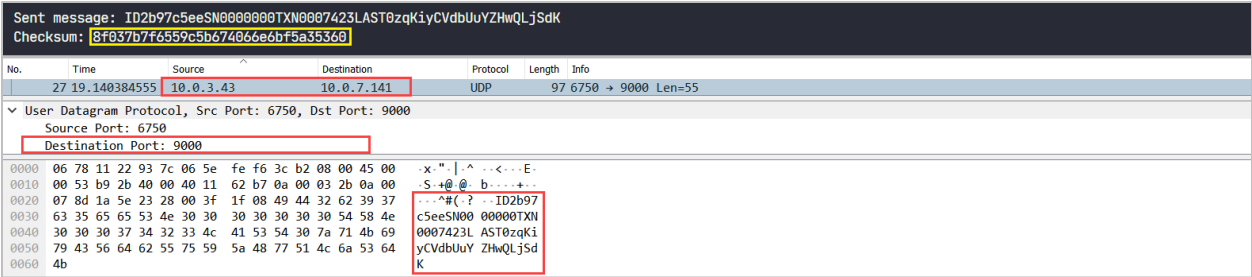 Sent message: ID2b97c5eeSN0000000TXN0007423LAST0zqKiyCVdbUuYZHwQLjSdK
Checksum: 8f037b7f6559c5b674066e6bf5a35360
No. Time Source Destination Protocol Length Info
27 19.140384555 10.0.3.43 10.0.7.141 UDP 97 6750 → 9000 Len=55
User Datagram Protocol, Src Port: 6750, Dst Port: 9000
Source Port: 6750
Destination Port: 9000
0000 06 78 11 22 93 7c 06 5e fe f6 3c b2 08 00 45 00 ·x·"·|·^ ··<···E·
0010 00 53 b9 2b 40 00 40 11 62 b7 0a 00 03 2b 0a 00 ·S·+@·@· b····+··
0020 07 8d 1a 5e 23 28 00 3f 1f 08 49 44 32 62 39 37 ···^#(·? ··ID2b97
0030 63 35 65 65 53 4e 30 30 30 30 30 30 30 54 58 4e c5eeSN00 00000TXN
0040 30 30 30 37 34 32 33 4c 41 53 54 30 7a 71 4b 69 0007423L AST0zqKi
0050 79 43 56 64 62 55 75 59 5a 48 77 51 4c 6a 53 64 yCVdbUuY ZHwQLjSd
0060 4b K